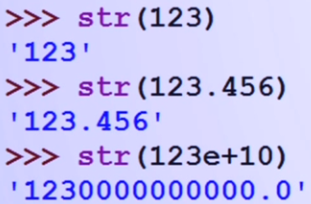 >>> str(123)
'123'
>>> str(123.456)
'123.456'
>>> str(123e+10)
'1230000000000.0'